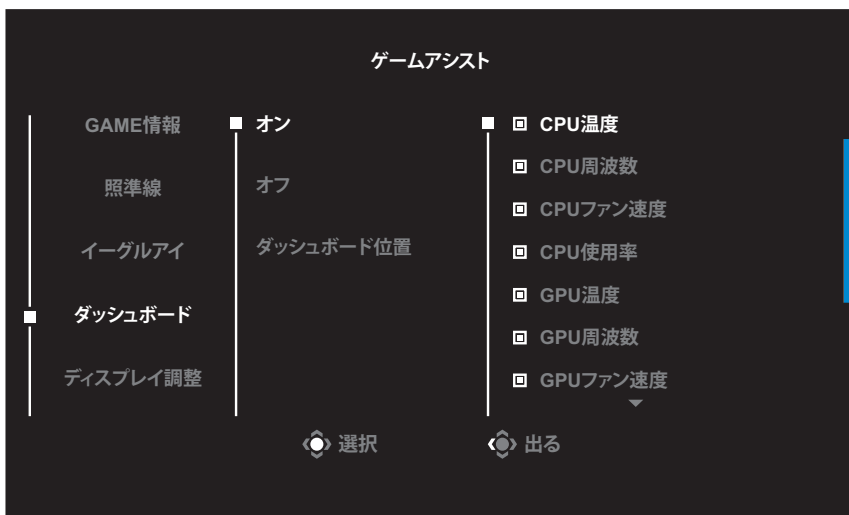 ゲームアシスト
GAME情報
照準線
イーグルアイ
ダッシュボード
ディスプレイ調整
オン
オフ
ダッシュボード位置
CPU温度
CPU周波数
CPUファン速度
CPU使用率
GPU温度
GPU周波数
GPUファン速度
選択
出る